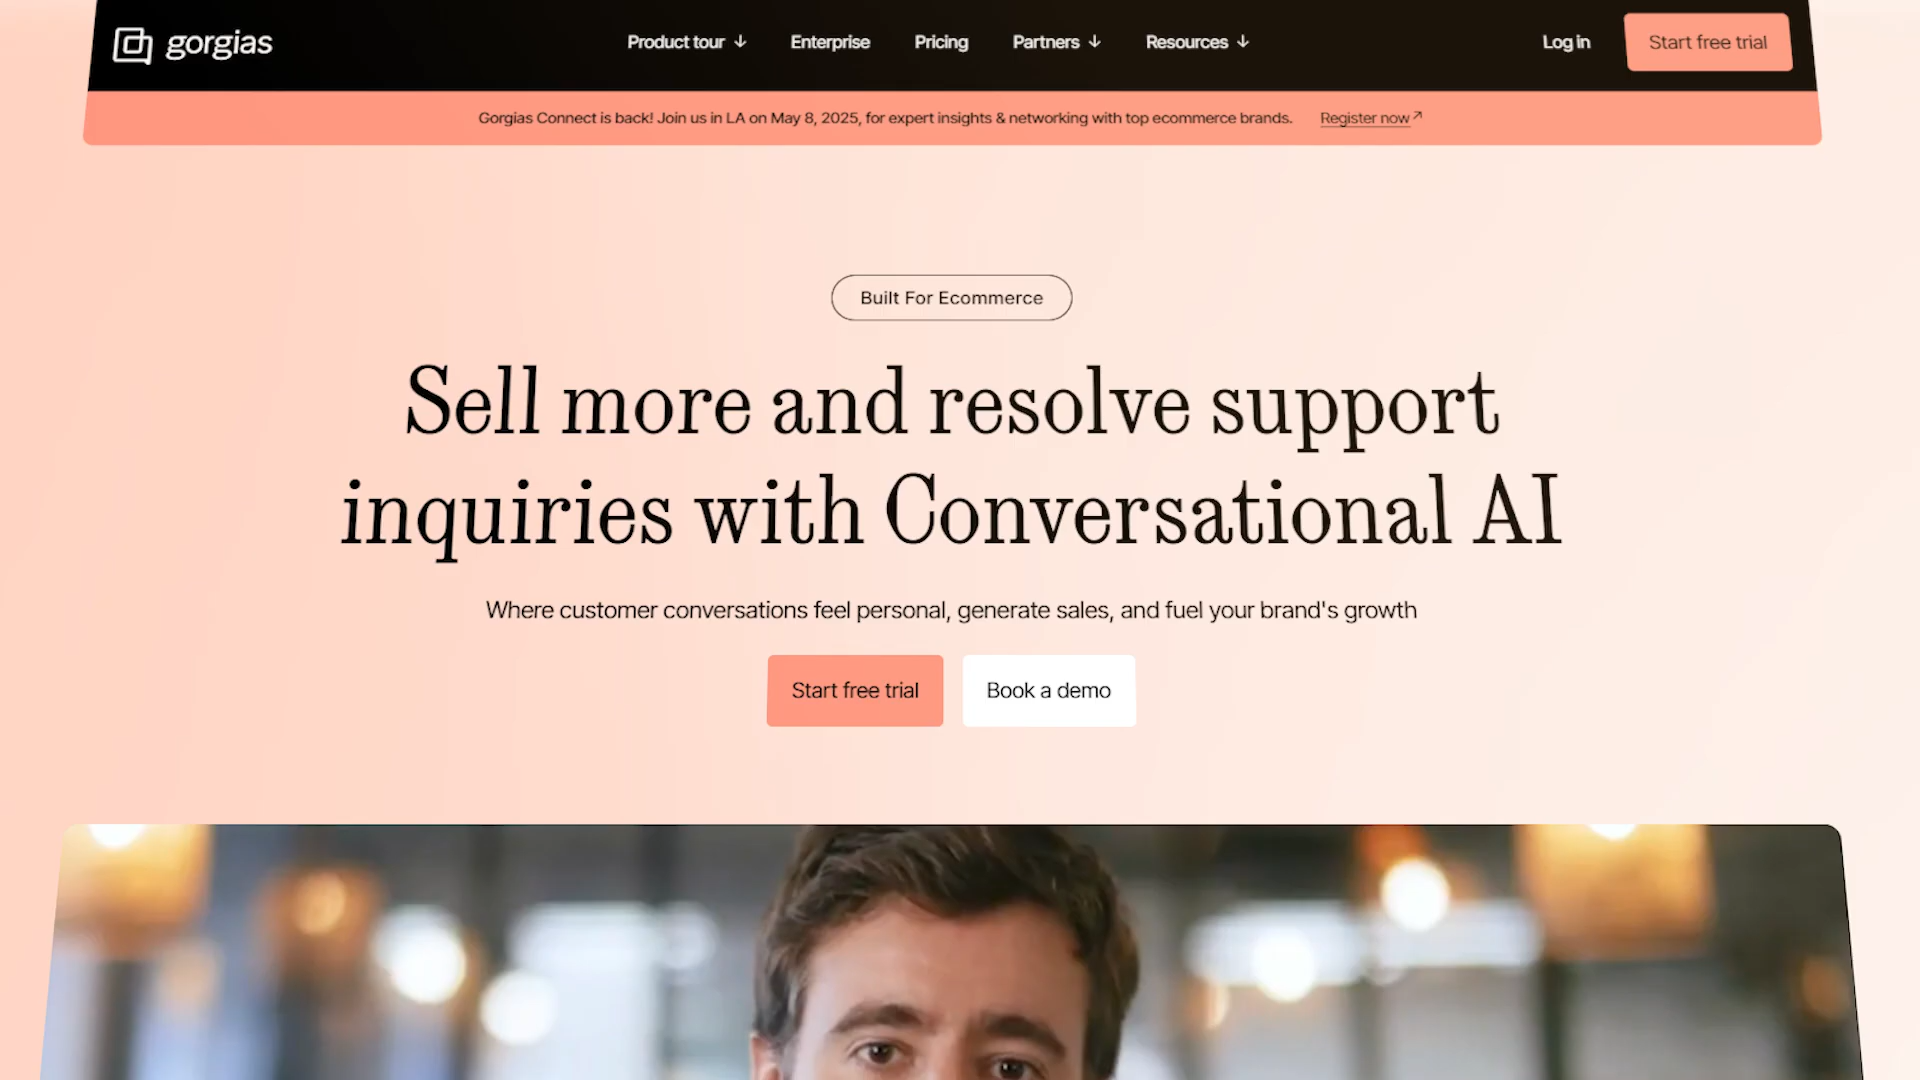 gorgias
Product tour ↓
Enterprise
Pricing
Partners ↓
Resources ↓
Log in
Start free trial
Gorgias Connect is back! Join us in LA on May 8, 2025, for expert insights & networking with top ecommerce brands.
Register now↗
Built For Ecommerce
Sell more and resolve support
inquiries with Conversational AI
Where customer conversations feel personal, generate sales, and fuel your brand's growth
Start free trial
Book a demo